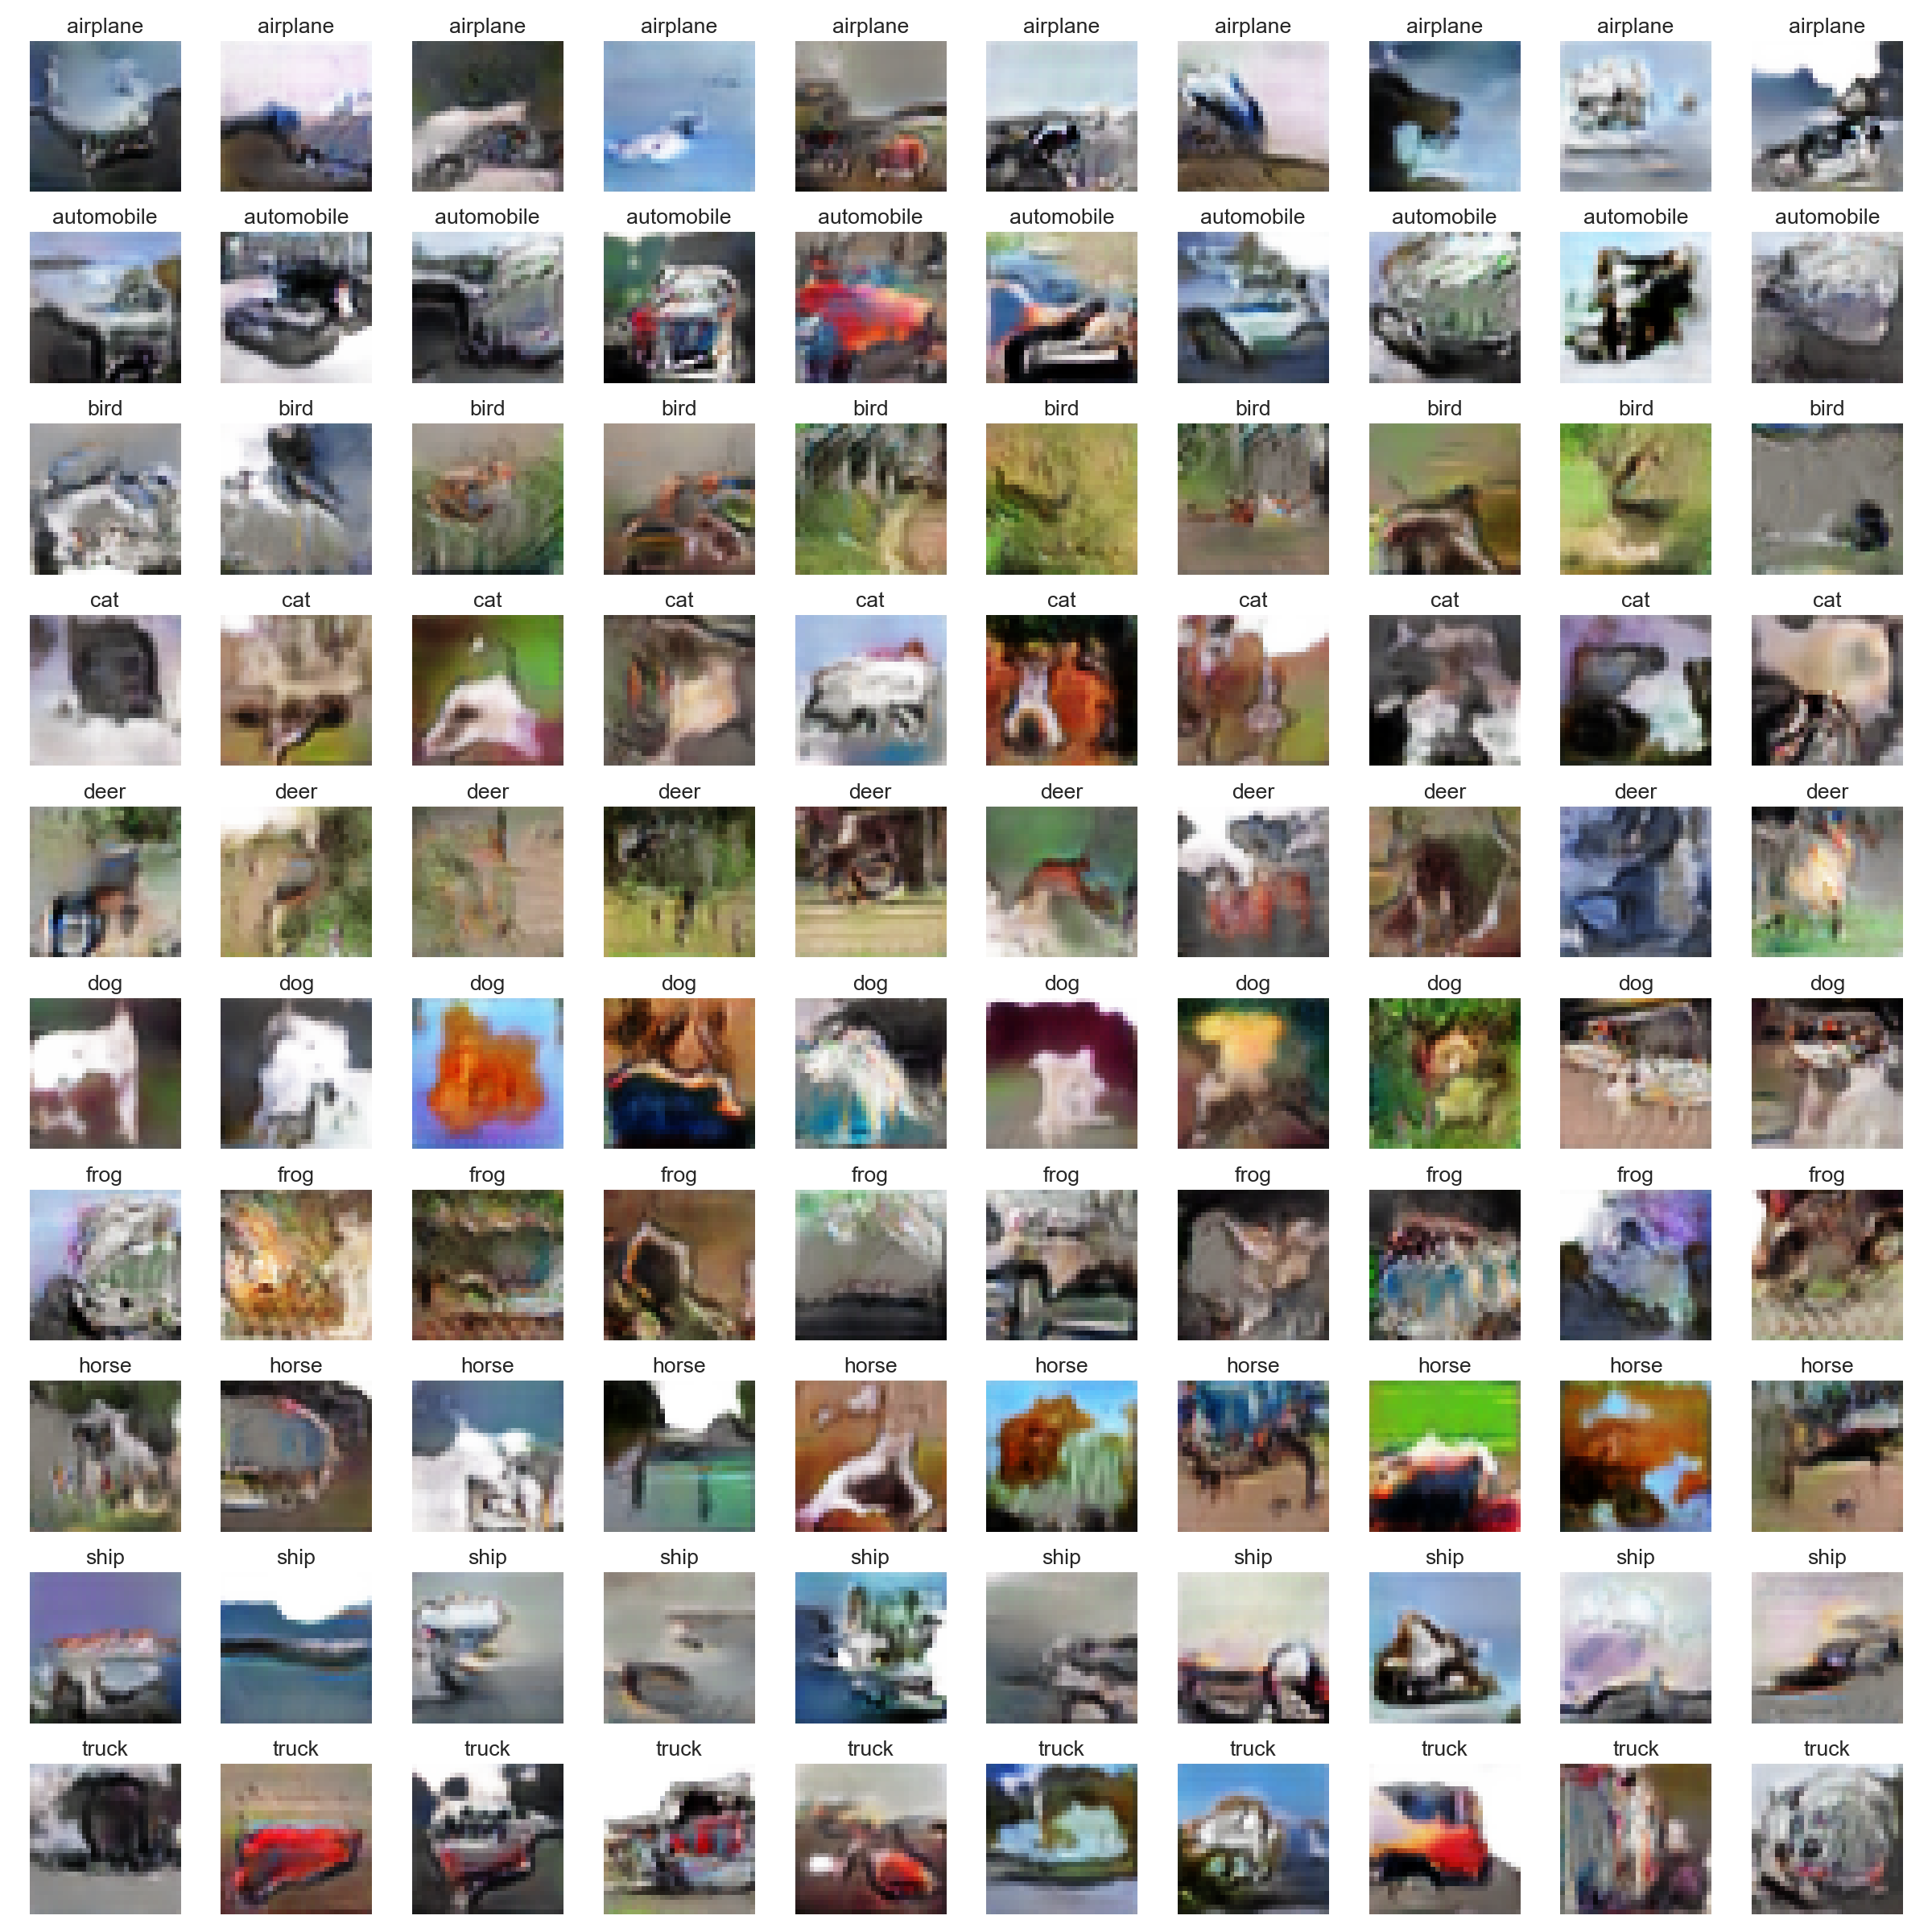 airplane airplane airplane airplane airplane airplane airplane airplane airplane airplane
automobile automobile automobile automobile automobile automobile automobile automobile automobile automobile
bird bird bird bird bird bird bird bird bird bird
cat cat cat cat cat cat cat cat cat cat
deer deer deer deer deer deer deer deer deer deer
dog dog dog dog dog dog dog dog dog dog
frog frog frog frog frog frog frog frog frog frog
horse horse horse horse horse horse horse horse horse horse
ship ship ship ship ship ship ship ship ship ship
truck truck truck truck truck truck truck truck truck truck